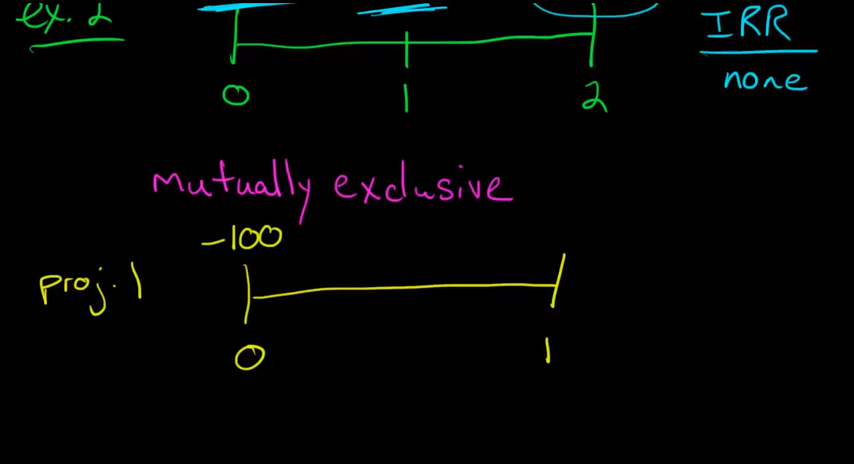 ex. 2
IRR
none
0 1 2
Mutually exclusive
-100
Proj. 1
0 1